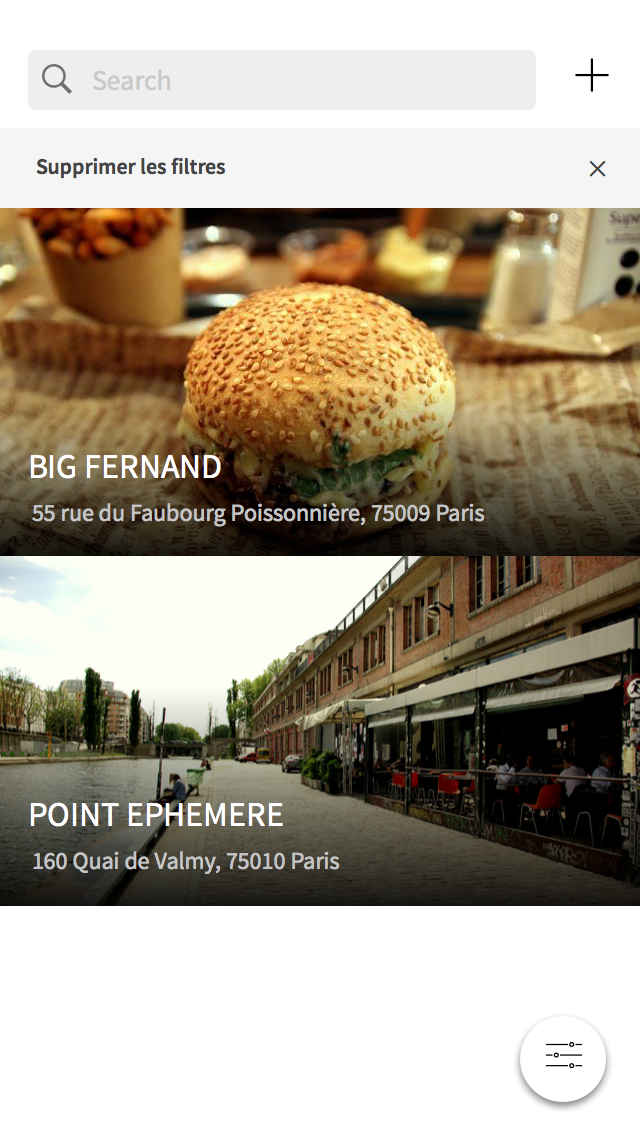 Search
Supprimer les filtres
Supe
BIG FERNAND
55 rue du Faubourg Poissonnière, 75009 Paris
POINT EPHEMERE
160 Quai de Valmy, 75010 Paris